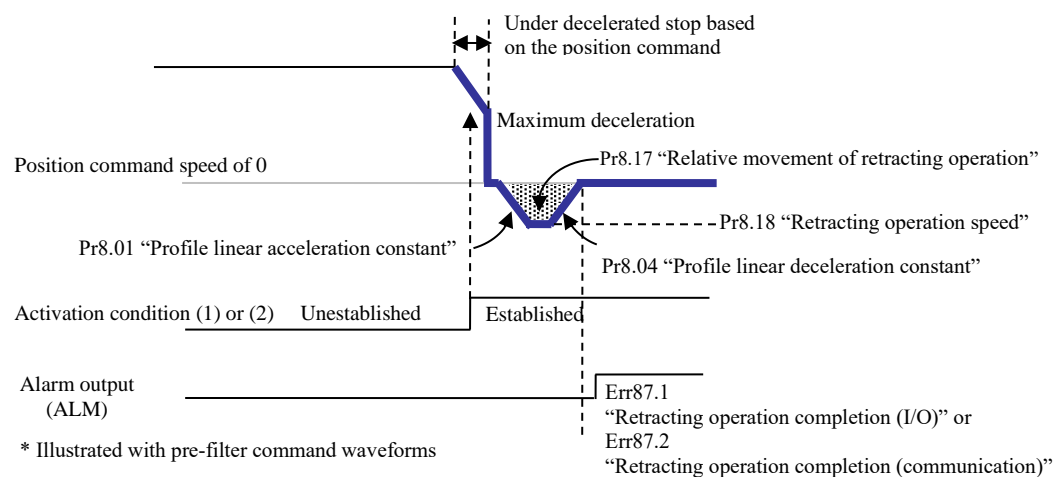 Under decelerated stop based
on the position command
Maximum deceleration
Position command speed of 0
Pr8.17 “Relative movement of retracting operation”
Pr8.18 “Retracting operation speed”
Pr8.01 “Profile linear acceleration constant”
Pr8.04 “Profile linear deceleration constant”
Activation condition (1) or (2)
Unestablished
Established
Alarm output
(ALM)
Err87.1
“Retracting operation completion (I/O)” or
Err87.2
“Retracting operation completion (communication)”
* Illustrated with pre-filter command waveforms